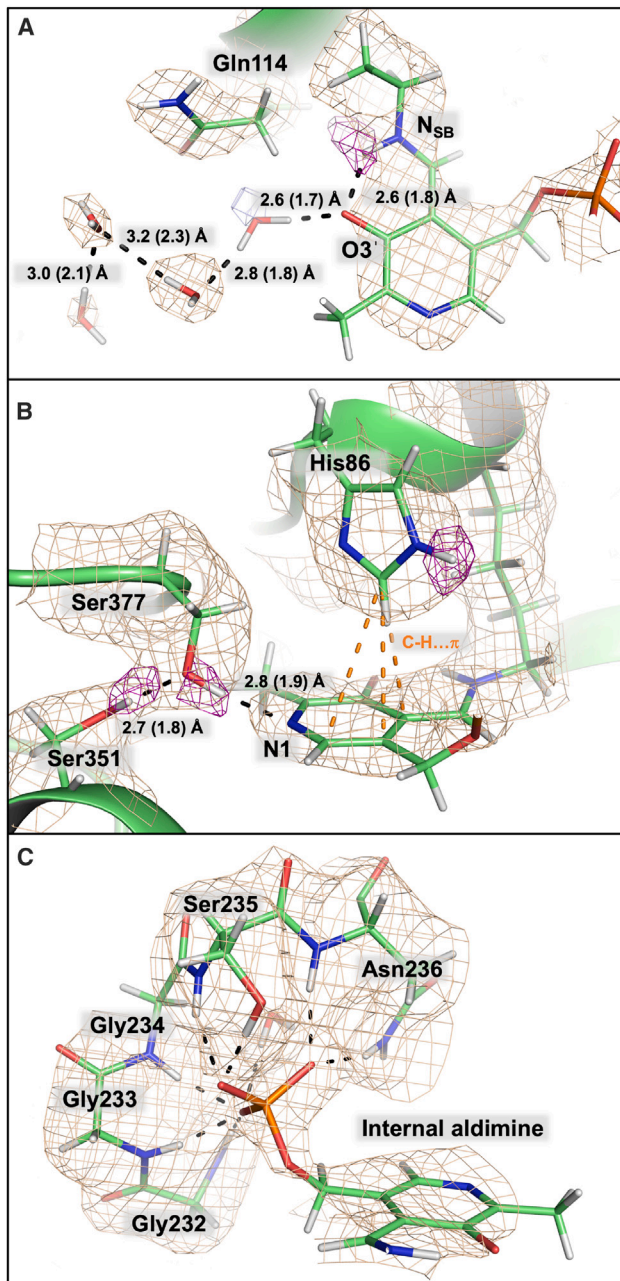 A
Gln114
N_SB
2.6 (1.7) Å
2.6 (1.8) Å
3.2 (2.3) Å
O3'
3.0 (2.1) Å
2.8 (1.8) Å
B
His86
Ser377
C-H...π
2.8 (1.9) Å
2.7 (1.8) Å
N1
Ser351
C
Ser235
Asn236
Gly234
Gly233
Internal aldimine
Gly232